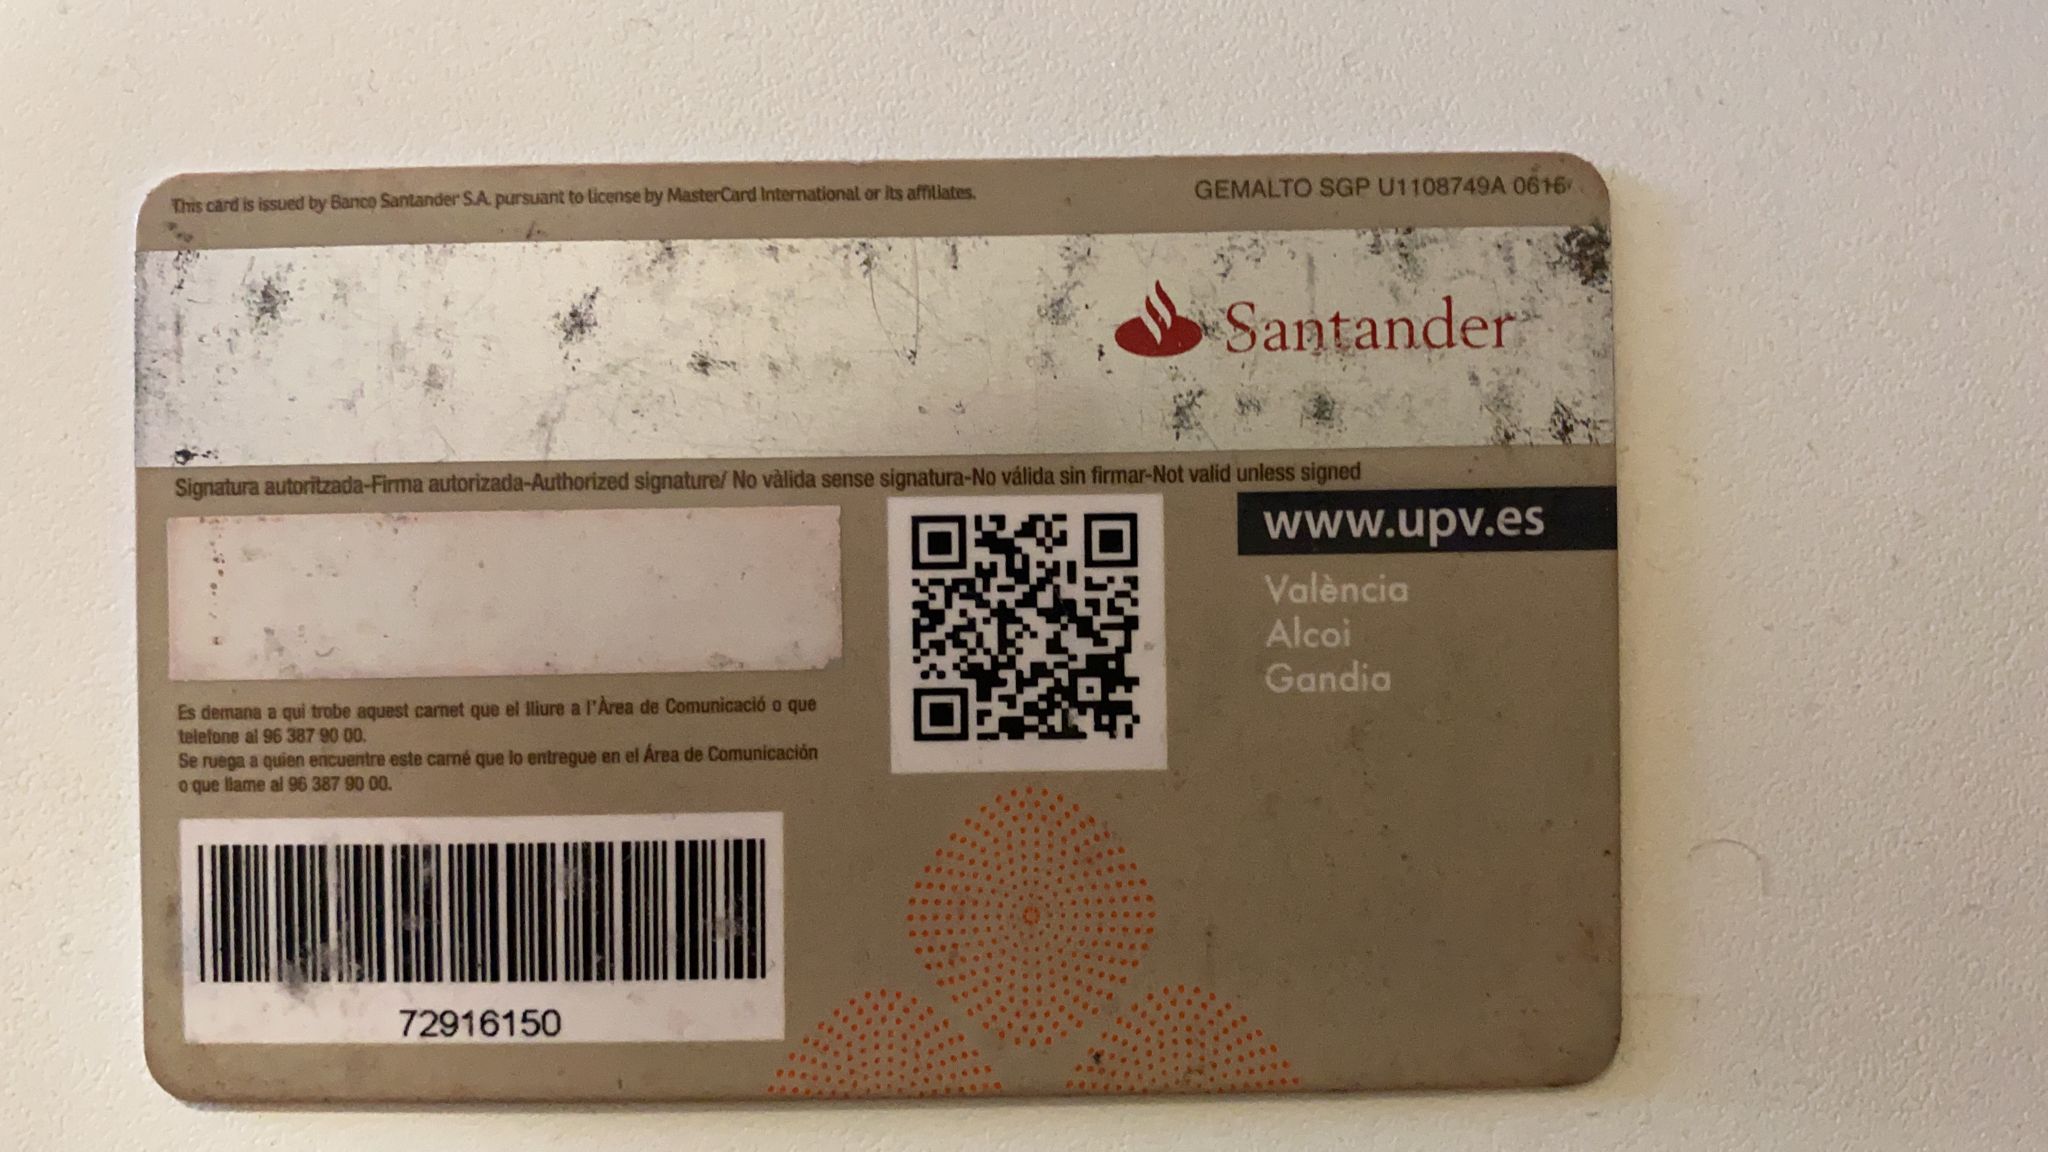 This card is issued by Banco Santander S.A. pursuant to license by MasterCard International or its affiliates.
GEMALTO SGP U1108749A 0616
Santander
Signatura autoritzada-Firma autorizada-Authorized signature/ No vàlida sense signatura-No válida sin firmar-Not valid unless signed
www.upv.es
València
Alcoi
Gandia
Es demana a qui trobe aquest carnet que el lliure a l'Àrea de Comunicació o que
telefone al 96 387 90 00.
Se ruega a quien encuentre este carné que lo entregue en el Área de Comunicación
o que llame al 96 387 90 00.
72916150